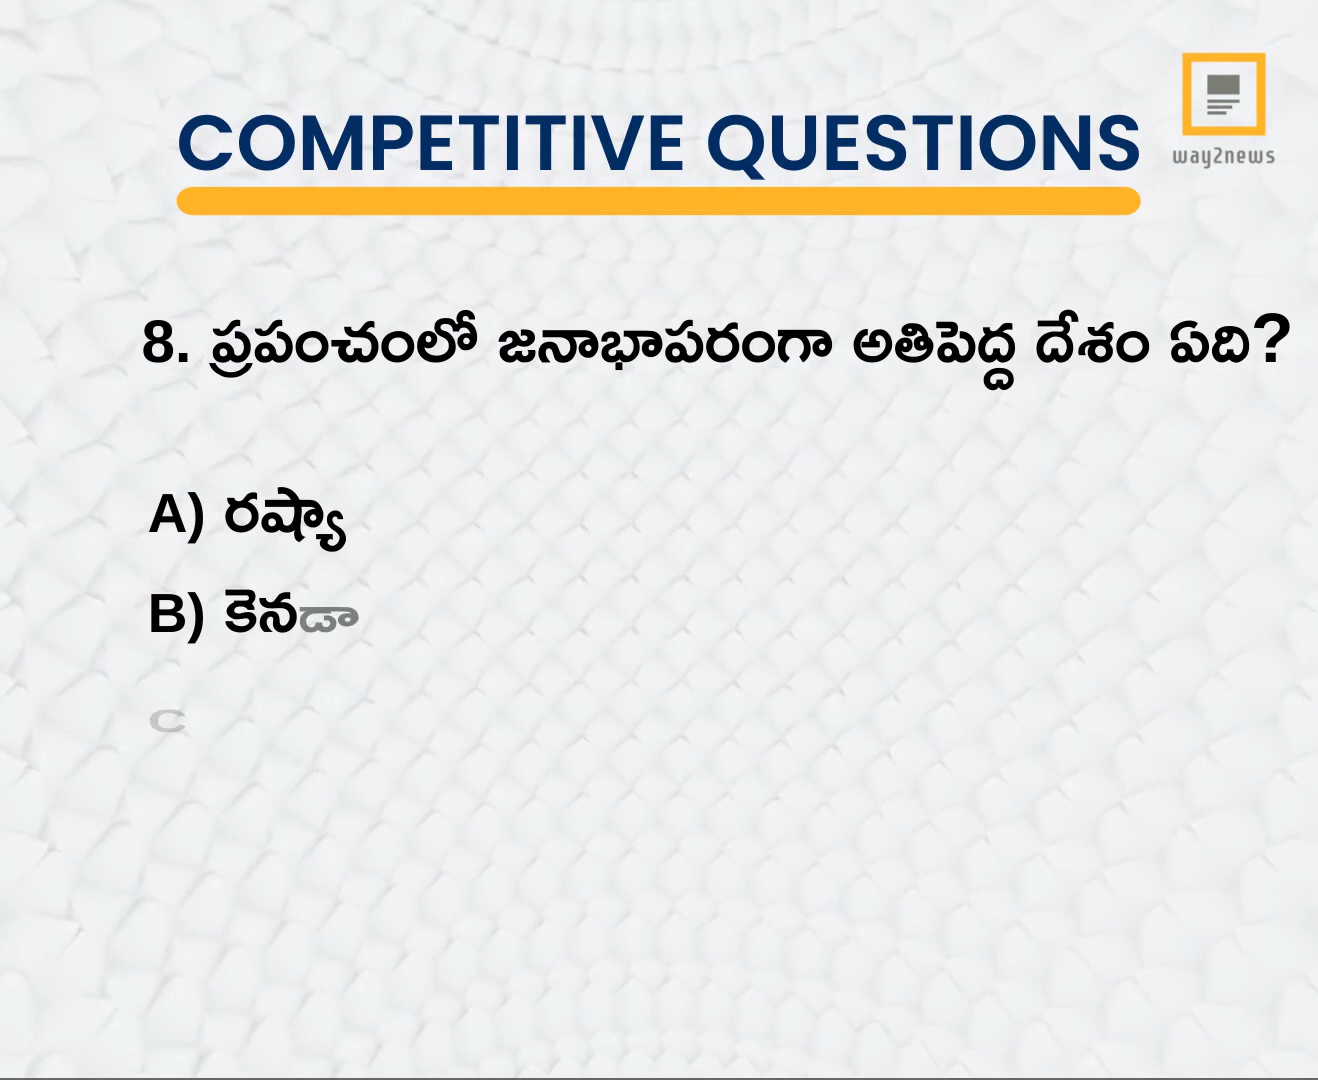 COMPETITIVE QUESTIONS
way2news
8. ప్రపంచంలో జనాభాపరంగా అతిపెద్ద దేశం ఏది?
A) రష్యా
B) కెనడా
C